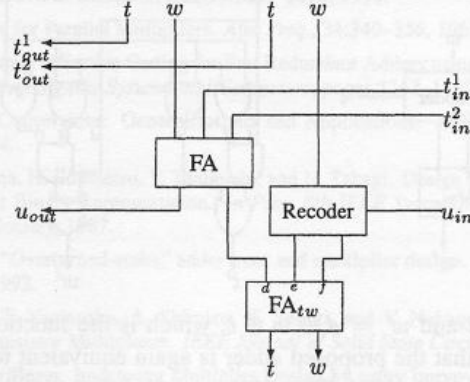 t w t w
t¹out
t²out
t¹in
t²in
FA
uout Recoder uin
d e f
FAtw
t w